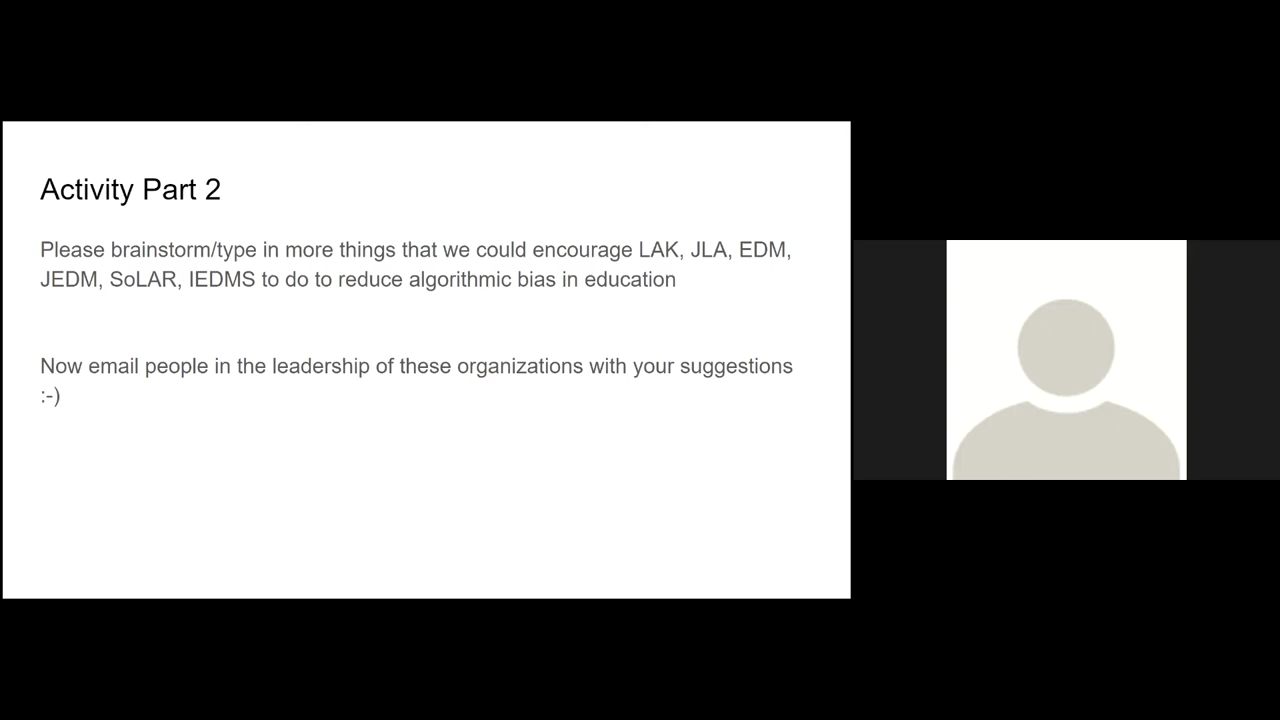 Activity Part 2
Please brainstorm/type in more things that we could encourage LAK, JLA, EDM,
JEDM, SoLAR, IEDMS to do to reduce algorithmic bias in education
Now email people in the leadership of these organizations with your suggestions
:-)